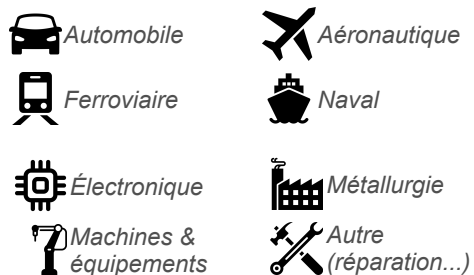 Automobile
Aéronautique
Ferroviaire
Naval
Électronique
Métallurgie
Machines &
équipements
Autre
(réparation...)